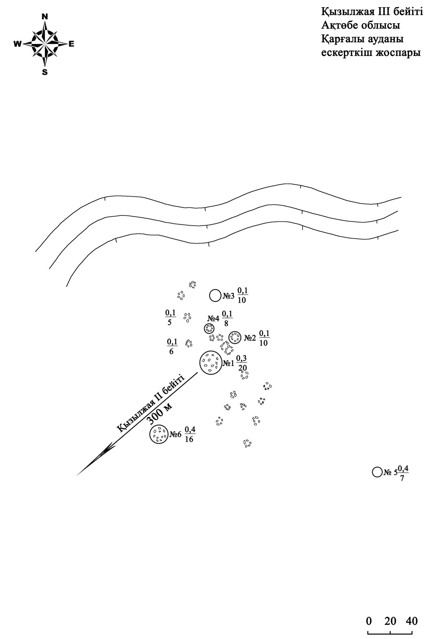 N
W E
S
Қызылжая III бейіті
Ақтөбе облысы
Қарғалы ауданы
ескерткіш жоспары
№3 0,1
10
0,1
5
№4 0,1
8
№2 0,1
10
0,1
6
№1 0,3
20
Қызылжая II бейіті
300 м
№6 0,4
16
№ 5 0,4
7
0 20 40